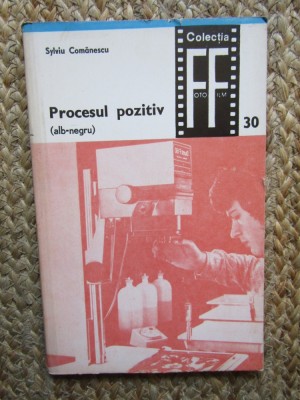 Sylviu Comănescu
Colecția
FF
FOTO FILM
30
Procesul pozitiv
(alb-negru)